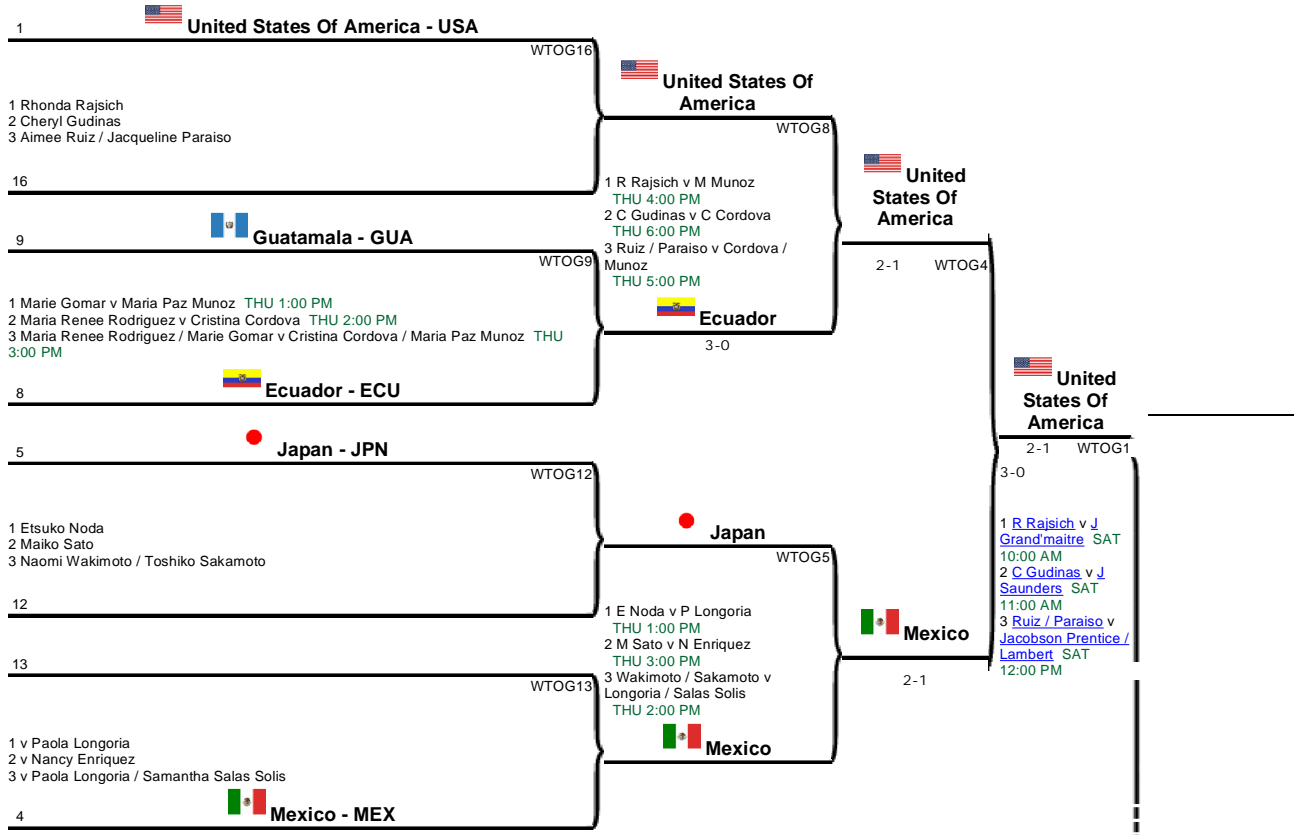 1
United States Of America - USA
WTOG16
1 Rhonda Rajsich
2 Cheryl Gudinas
3 Aimee Ruiz / Jacqueline Paraiso
16
9
Guatamala - GUA
WTOG9
1 Marie Gomar v Maria Paz Munoz THU 1:00 PM
2 Maria Renee Rodriguez v Cristina Cordova THU 2:00 PM
3 Maria Renee Rodriguez / Marie Gomar v Cristina Cordova / Maria Paz Munoz THU
3:00 PM
8
Ecuador - ECU
5
Japan - JPN
WTOG12
1 Etsuko Noda
2 Maiko Sato
3 Naomi Wakimoto / Toshiko Sakamoto
12
13
WTOG13
1 v Paola Longoria
2 v Nancy Enriquez
3 v Paola Longoria / Samantha Salas Solis
4
Mexico - MEX
United States Of
America
WTOG8
1 R Rajsich v M Munoz
THU 4:00 PM
2 C Gudinas v C Cordova
THU 6:00 PM
3 Ruiz / Paraiso v Cordova /
Munoz
THU 5:00 PM
Ecuador
3-0
Japan
WTOG5
1 E Noda v P Longoria
THU 1:00 PM
2 M Sato v N Enriquez
THU 3:00 PM
3 Wakimoto / Sakamoto v
Longoria / Salas Solis
THU 2:00 PM
Mexico
United
States Of
America
2-1 WTOG4
Mexico
2-1
United
States Of
America
2-1 WTOG1
3-0
1 R Rajsich v J
Grand'maitre SAT
10:00 AM
2 C Gudinas v J
Saunders SAT
11:00 AM
3 Ruiz / Paraiso v
Jacobson Prentice /
Lambert SAT
12:00 PM